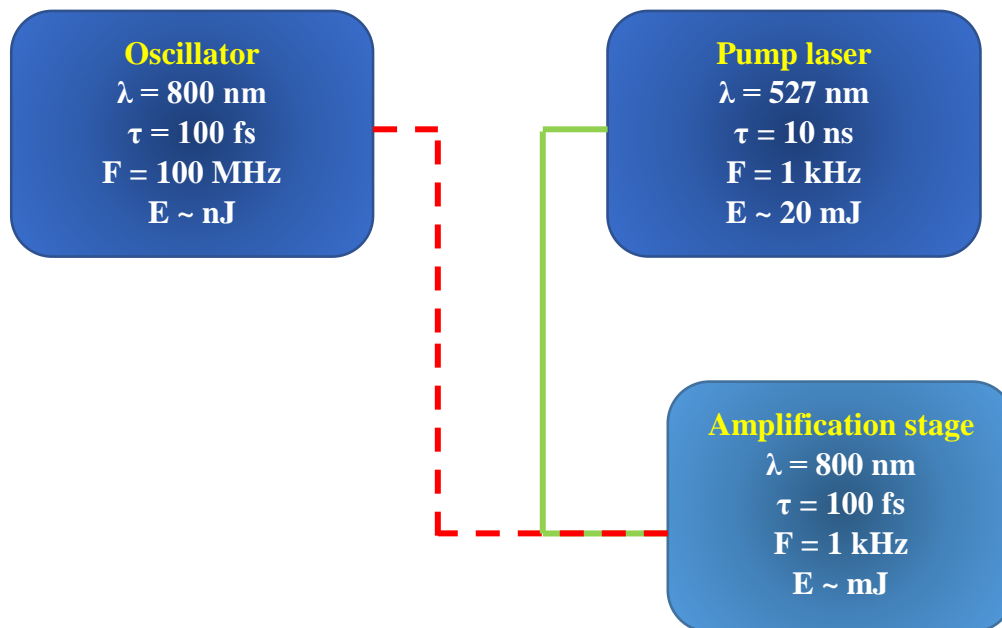 Oscillator
λ = 800 nm
τ = 100 fs
F = 100 MHz
E ~ nJ
Pump laser
λ = 527 nm
τ = 10 ns
F = 1 kHz
E ~ 20 mJ
Amplification stage
λ = 800 nm
τ = 100 fs
F = 1 kHz
E ~ mJ